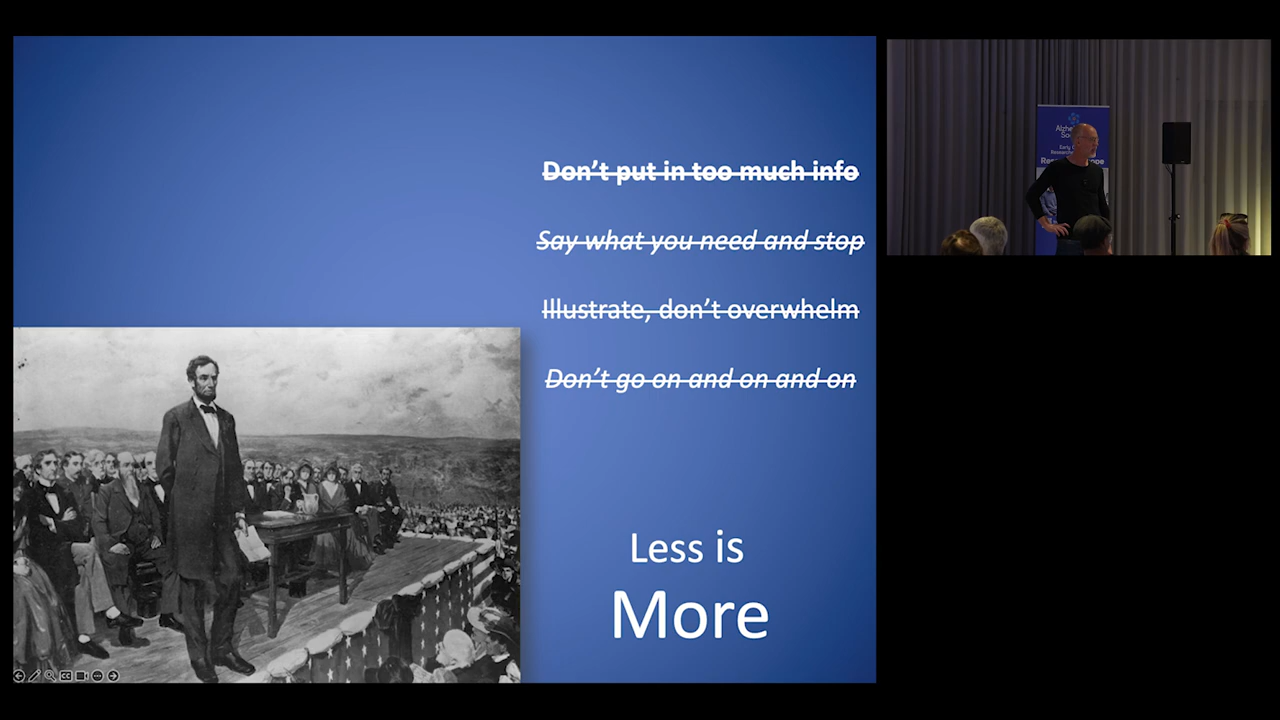 Don't put in too much info
Say what you need and stop
Illustrate, don't overwhelm
Don't go on and on and on
Less is
More